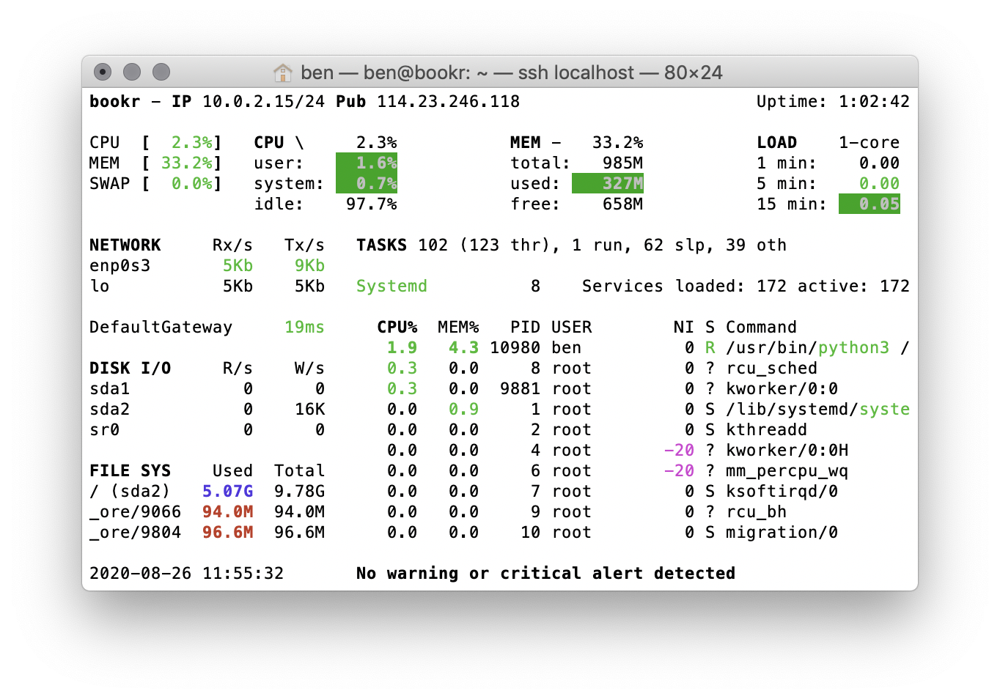 ben — ben@bookr: ~ — ssh localhost — 80×24
bookr - IP 10.0.2.15/24 Pub 114.23.246.118 Uptime: 1:02:42
CPU [ 2.3%] CPU \ 2.3% MEM - 33.2% LOAD 1-core
MEM [ 33.2%] user: 1.6% total: 985M 1 min: 0.00
SWAP [ 0.0%] system: 0.7% used: 327M 5 min: 0.00
idle: 97.7% free: 658M 15 min: 0.05
NETWORK Rx/s Tx/s TASKS 102 (123 thr), 1 run, 62 slp, 39 oth
enp0s3 5Kb 9Kb
lo 5Kb 5Kb Systemd 8 Services loaded: 172 active: 172
DefaultGateway 19ms CPU% MEM% PID USER NI S Command
1.9 4.3 10980 ben 0 R /usr/bin/python3 /
DISK I/O R/s W/s 0.3 0.0 8 root 0 ? rcu_sched
sda1 0 0 0.3 0.0 9881 root 0 ? kworker/0:0
sda2 0 16K 0.0 0.9 1 root 0 S /lib/systemd/syste
sr0 0 0 0.0 0.0 2 root 0 S kthreadd
0.0 0.0 4 root -20 ? kworker/0:0H
FILE SYS Used Total 0.0 0.0 6 root -20 ? mm_percpu_wq
/ (sda2) 5.07G 9.78G 0.0 0.0 7 root 0 S ksoftirqd/0
_ore/9066 94.0M 94.0M 0.0 0.0 9 root 0 ? rcu_bh
_ore/9804 96.6M 96.6M 0.0 0.0 10 root 0 S migration/0
2020-08-26 11:55:32 No warning or critical alert detected